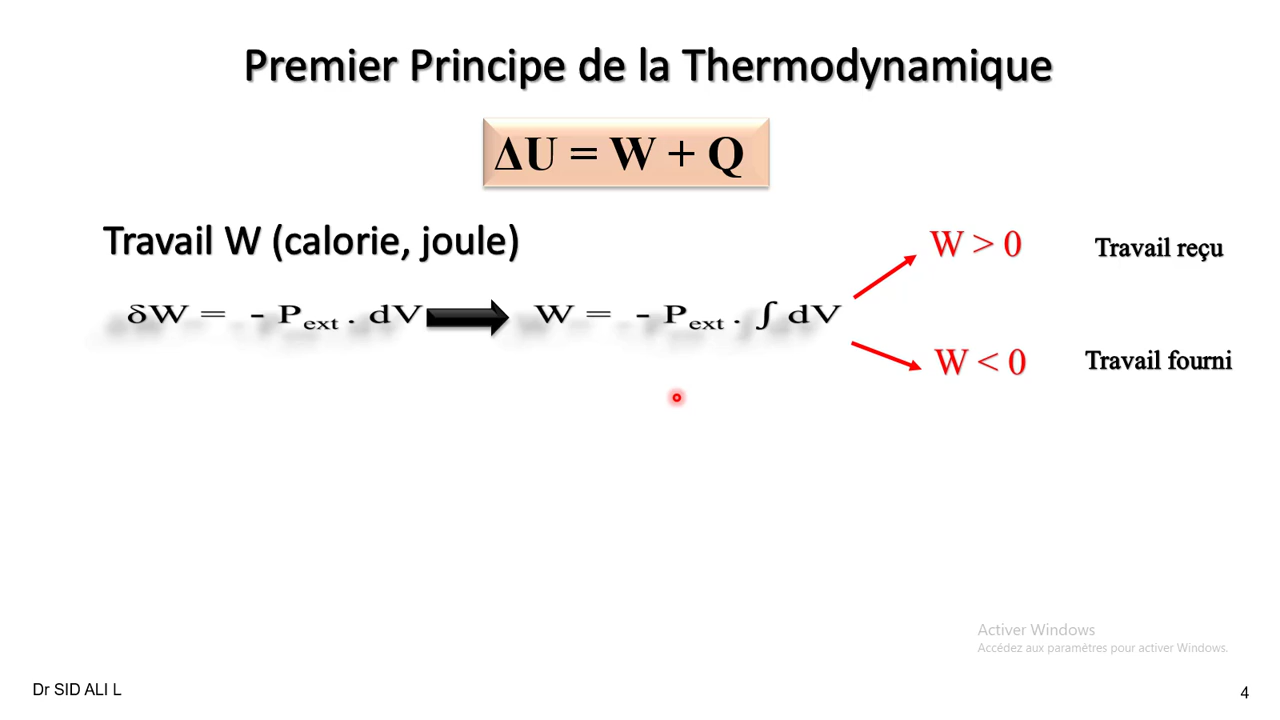 Premier Principe de la Thermodynamique
ΔU = W + Q
Travail W (calorie, joule)
W > 0 Travail reçu
δW = - Pext . dV W = - Pext . ∫ dV
W < 0 Travail fourni
Activer Windows
Accédez aux paramètres pour activer Windows.
Dr SID ALI L
4